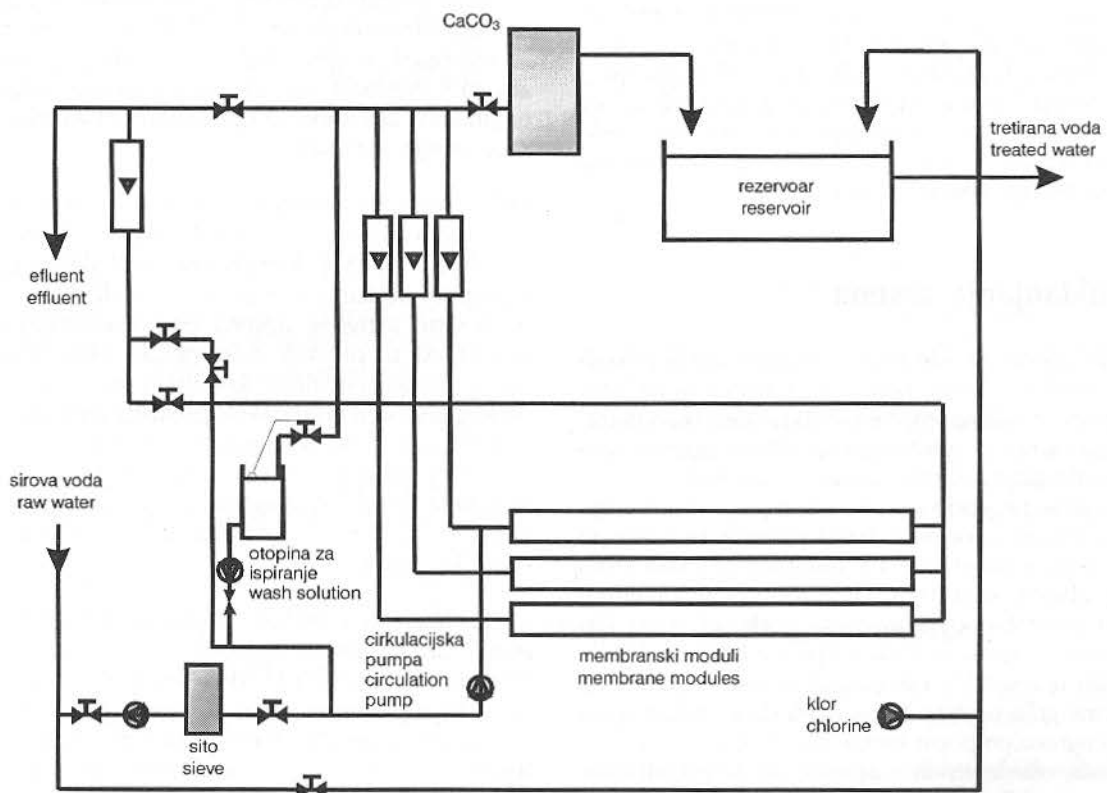 CaCO₃
tretirana voda
treated water
rezervoar
reservoir
efluent
effluent
sirova voda
raw water
otopina za
ispiranje
wash solution
cirkulacijska
pumpa
circulation
pump
membranski moduli
membrane modules
klor
chlorine
sito
sieve